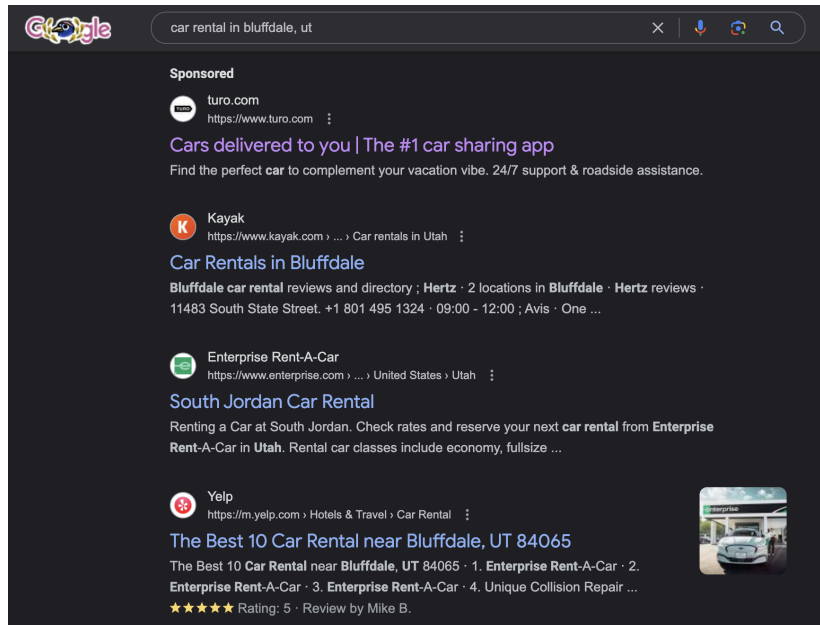 Google
car rental in bluffdale, ut
Sponsored
TURO
turo.com
https://www.turo.com
Cars delivered to you | The #1 car sharing app
Find the perfect car to complement your vacation vibe. 24/7 support & roadside assistance.
K
Kayak
https://www.kayak.com › ... › Car rentals in Utah
Car Rentals in Bluffdale
Bluffdale car rental reviews and directory ; Hertz · 2 locations in Bluffdale · Hertz reviews ·
11483 South State Street. +1 801 495 1324 · 09:00 - 12:00 ; Avis · One ...
e
Enterprise Rent-A-Car
https://www.enterprise.com › ... › United States › Utah
South Jordan Car Rental
Renting a Car at South Jordan. Check rates and reserve your next car rental from Enterprise
Rent-A-Car in Utah. Rental car classes include economy, fullsize ...
Yelp
https://m.yelp.com › Hotels & Travel › Car Rental
The Best 10 Car Rental near Bluffdale, UT 84065
The Best 10 Car Rental near Bluffdale, UT 84065 · 1. Enterprise Rent-A-Car · 2.
Enterprise Rent-A-Car · 3. Enterprise Rent-A-Car · 4. Unique Collision Repair ...
Rating: 5 · Review by Mike B.
enterprise